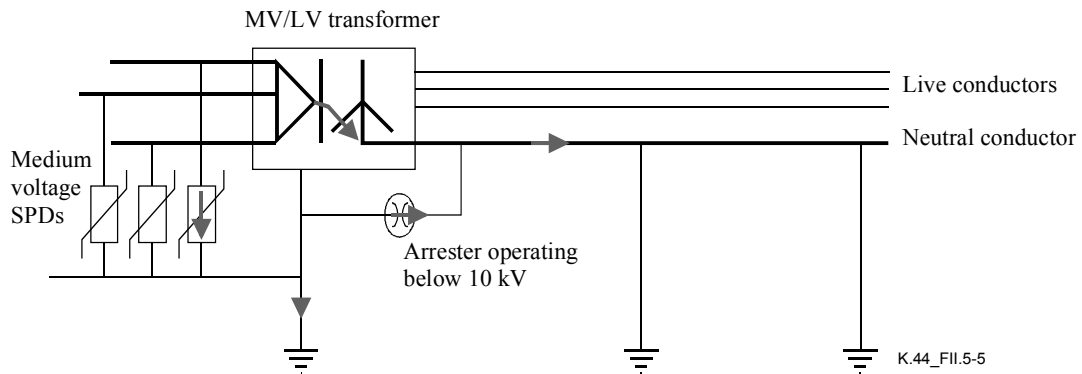 MV/LV transformer
Live conductors
Neutral conductor
Medium
voltage
SPDs
Arrester operating
below 10 kV
K.44_FII.5-5